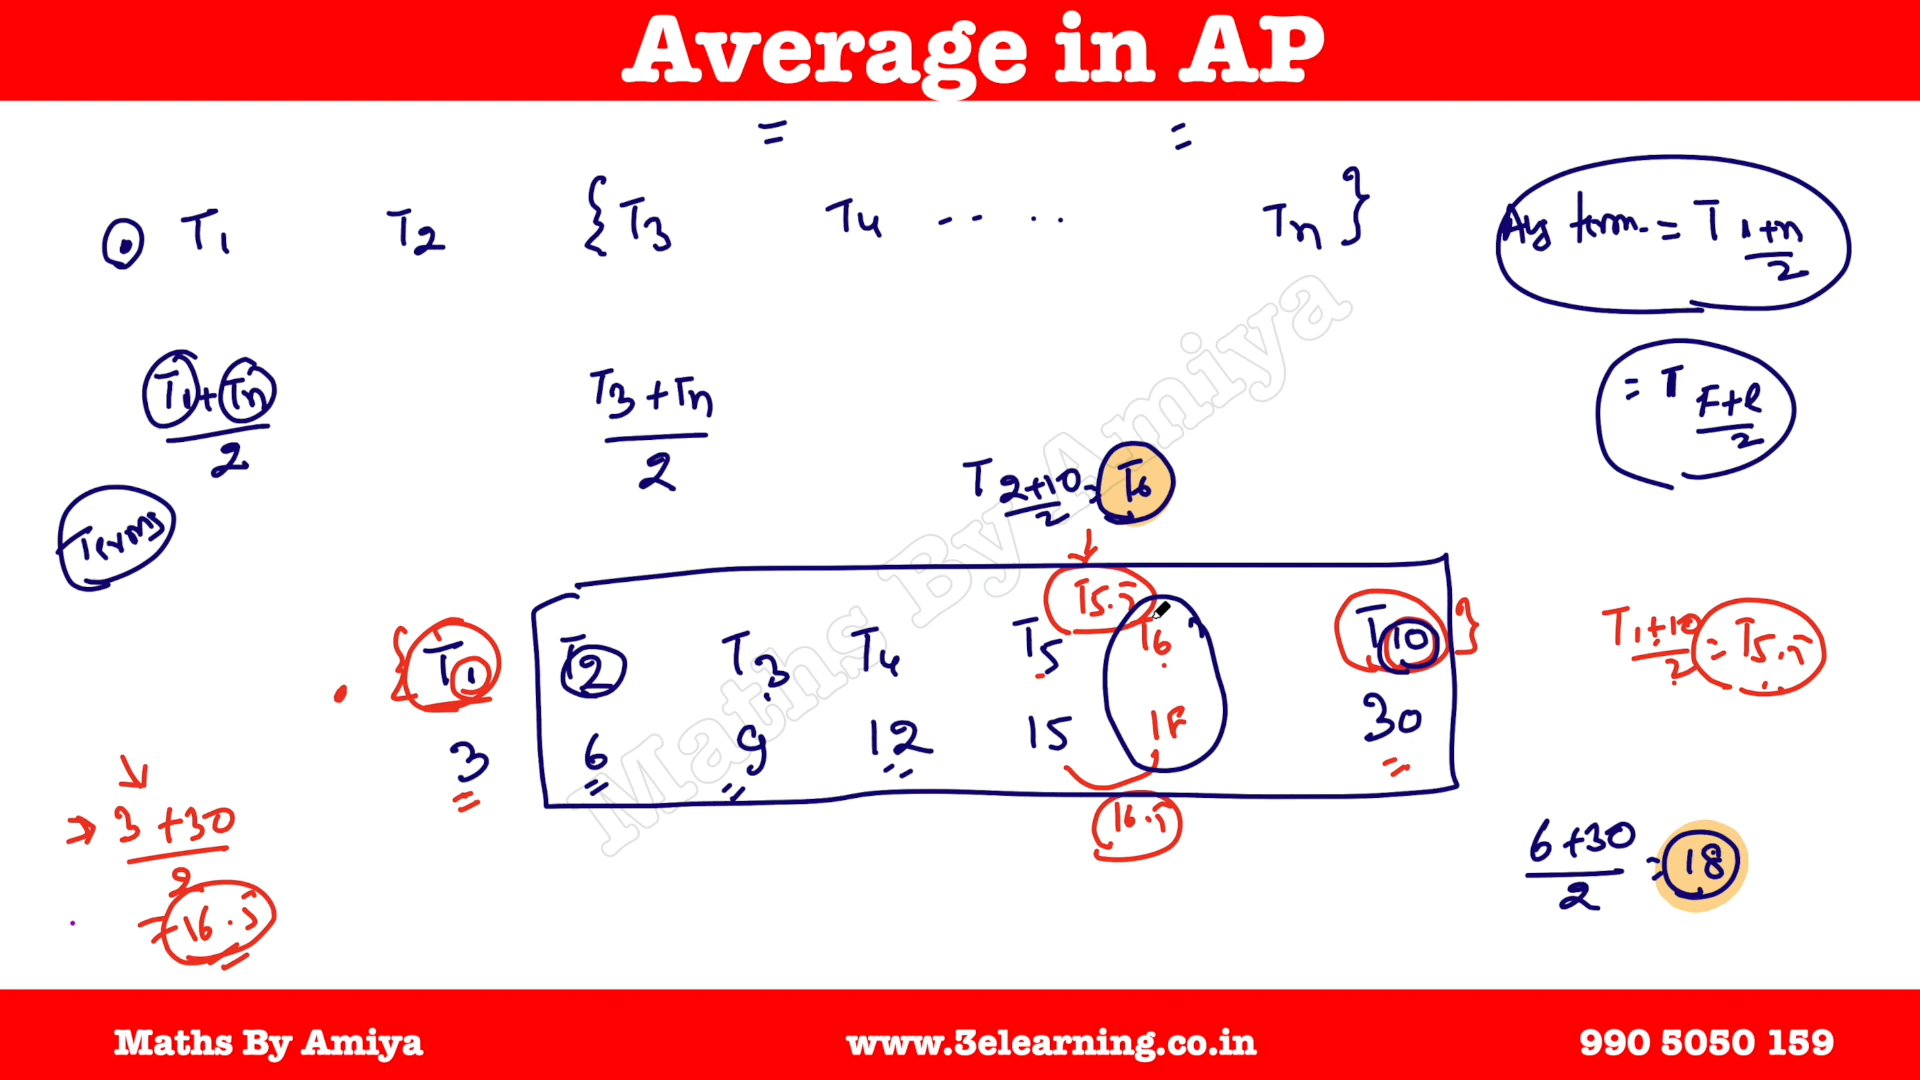 Average in AP
= =
T1 T2 {T3 T4 -- .. Tn}
Avg term. = T 1+n/2
T1+Tn/2
T3+Tn/2
= T F+l/2
T 2+10/2 = T6
Terms
T5.5
{T1 T2 T3 T4 T5 T6 T10}
T 1+10/2 = T5.5
3 6 9 12 15 18 30
16.5
3+30/2
=16.5
6+30/2 = 18
Maths By Amiya
Maths By Amiya
www.3elearning.co.in
990 5050 159